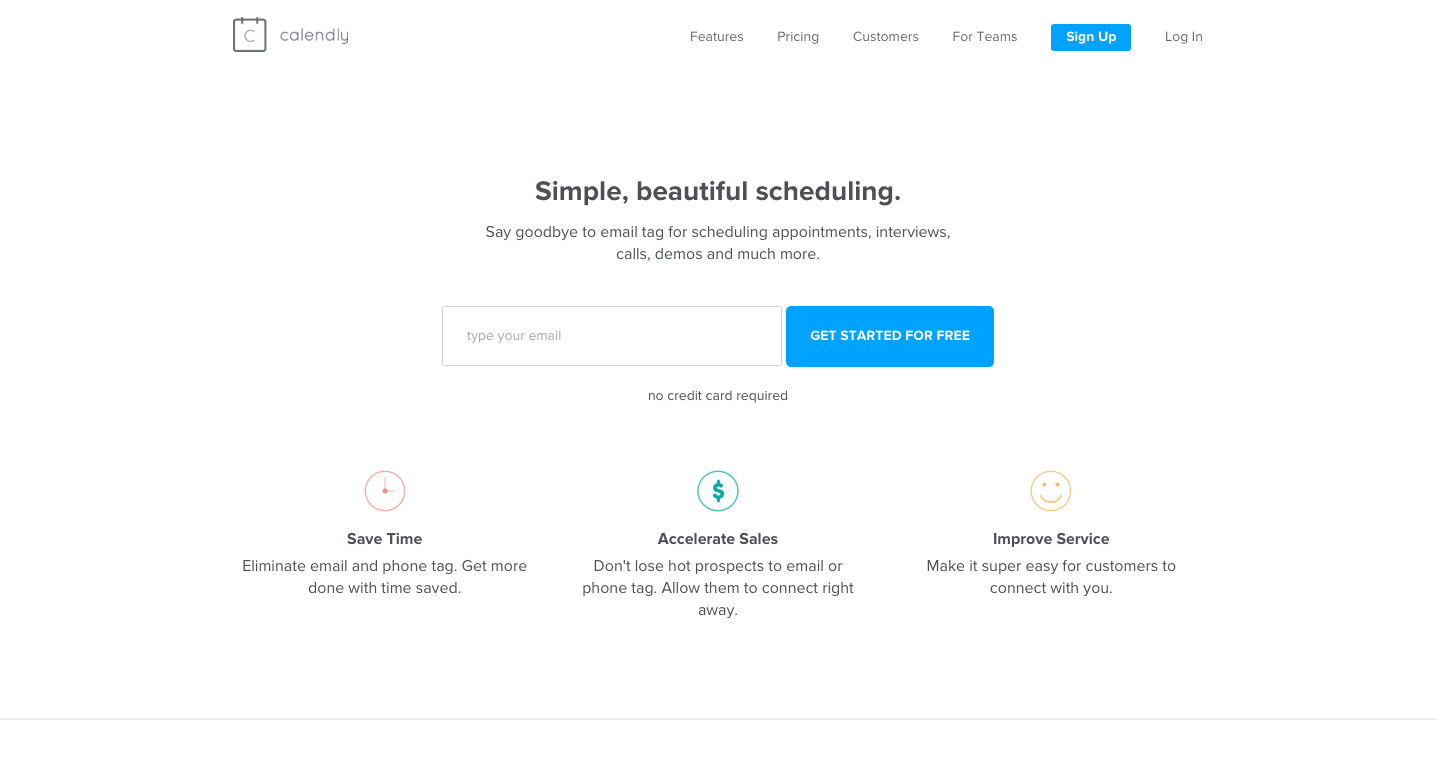 C calendly
Features Pricing Customers For Teams Sign Up Log In
Simple, beautiful scheduling.
Say goodbye to email tag for scheduling appointments, interviews,
calls, demos and much more.
type your email GET STARTED FOR FREE
no credit card required
$
Save Time
Eliminate email and phone tag. Get more
done with time saved.
Accelerate Sales
Don't lose hot prospects to email or
phone tag. Allow them to connect right
away.
Improve Service
Make it super easy for customers to
connect with you.